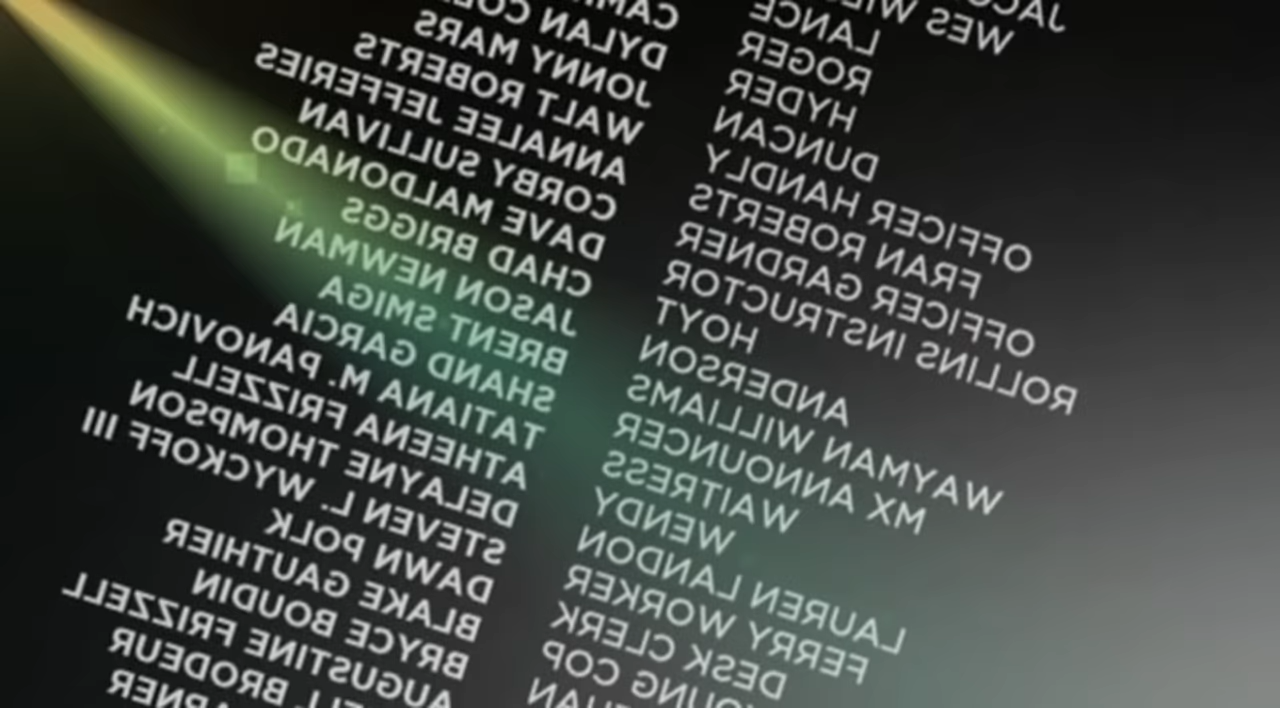 WES
LANCE
ROGER
HYDER DYLAN
DUNCAN JONNY MARS
OFFICER HANDLY WALT ROBERTS
FRAN ROBERTS ANNALEE JEFFERIES
OFFICER GARDNER CORBY SULLIVAN
ROLLINS INSTRUCTOR DAVE MALDONADO
HOYT CHAD BRIGGS
ANDERSON JASON NEWMAN
WAYMAN WILLIAMS BRENT SMIGA
MX ANNOUNCER SHAND GARCIA
WAITRESS TATIANA M. PANOVICH
WENDY ATHEENA FRIZZELL
LAUREN LANDON DELAYNE THOMPSON
FERRY WORKER STEVEN L. WYCKOFF III
DESK CLERK DAWN POLK
YOUNG COP BLAKE GAUTHIER
BRYCE BOUDIN
AUGUSTINE FRIZZELL
BRODEUR